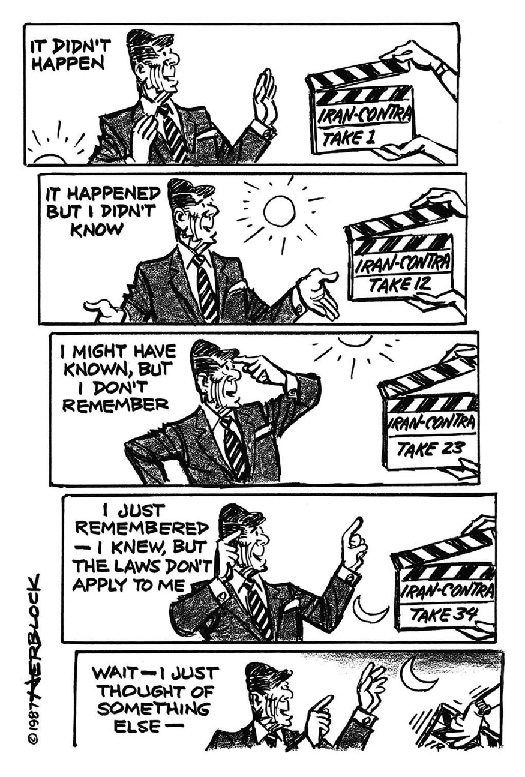 IT DIDN'T
HAPPEN
IRAN-CONTRA
TAKE 1
IT HAPPENED
BUT I DIDN'T
KNOW
IRAN-CONTRA
TAKE 12
I MIGHT HAVE
KNOWN, BUT
I DON'T
REMEMBER
IRAN-CONTRA
TAKE 23
I JUST
REMEMBERED
— I KNEW, BUT
THE LAWS DON'T
APPLY TO ME
IRAN-CONTRA
TAKE 34
WAIT — I JUST
THOUGHT OF
SOMETHING
ELSE —
©1987 HERBLOCK